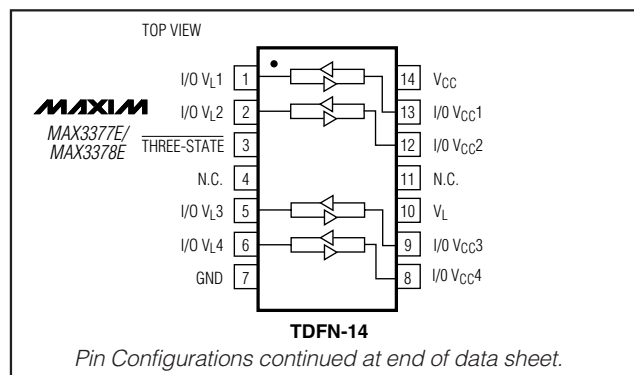 TOP VIEW
I/O VL1 1 14 VCC
I/O VL2 2 13 I/O VCC1
MAXIM
MAX3377E/
MAX3378E
THREE-STATE 3 12 I/O VCC2
N.C. 4 11 N.C.
I/O VL3 5 10 VL
I/O VL4 6 9 I/O VCC3
GND 7 8 I/O VCC4
TDFN-14
Pin Configurations continued at end of data sheet.